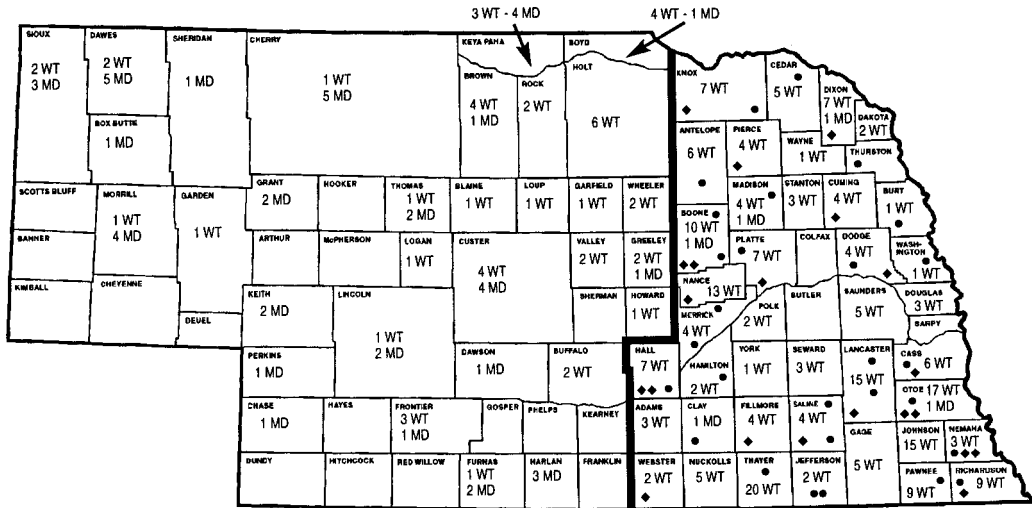 3 WT - 4 MD
4 WT - 1 MD
SIOUX
2 WT
3 MD
DAWES
2 WT
5 MD
SHERIDAN
1 MD
CHERRY
1 WT
5 MD
KEYA PAHA
BOYD
BROWN
4 WT
1 MD
ROCK
2 WT
HOLT
6 WT
KNOX
7 WT
CEDAR
5 WT
DIXON
7 WT
1 MD
DAKOTA
2 WT
BOX BUTTE
1 MD
ANTELOPE
6 WT
PIERCE
4 WT
WAYNE
1 WT
THURSTON
SCOTTS BLUFF
MORRILL
1 WT
4 MD
GARDEN
1 WT
GRANT
2 MD
HOOKER
THOMAS
1 WT
2 MD
BLAINE
1 WT
LOUP
1 WT
GARFIELD
1 WT
WHEELER
2 WT
BOONE
10 WT
1 MD
MADISON
4 WT
1 MD
STANTON
3 WT
CUMING
4 WT
BURT
1 WT
BANNER
ARTHUR
McPHERSON
LOGAN
1 WT
CUSTER
4 WT
4 MD
VALLEY
2 WT
GREELEY
2 WT
1 MD
PLATTE
7 WT
COLFAX
DODGE
4 WT
WASH-
INGTON
1 WT
KIMBALL
CHEYENNE
DEUEL
KEITH
2 MD
LINCOLN
1 WT
2 MD
SHERMAN
HOWARD
1 WT
NANCE
13 WT
MERRICK
4 WT
POLK
2 WT
BUTLER
SAUNDERS
5 WT
DOUGLAS
3 WT
SARPY
PERKINS
1 MD
DAWSON
1 MD
BUFFALO
2 WT
HALL
7 WT
HAMILTON
2 WT
YORK
1 WT
SEWARD
3 WT
LANCASTER
15 WT
CASS
6 WT
OTOE
17 WT
1 MD
CHASE
1 MD
HAYES
FRONTIER
3 WT
1 MD
GOSPER
PHELPS
KEARNEY
ADAMS
3 WT
CLAY
1 MD
FILLMORE
4 WT
SALINE
4 WT
GAGE
5 WT
JOHNSON
15 WT
NEMAHA
3 WT
DUNDY
HITCHCOCK
RED WILLOW
FURNAS
1 WT
2 MD
HARLAN
3 MD
FRANKLIN
WEBSTER
2 WT
NUCKOLLS
5 WT
THAYER
20 WT
JEFFERSON
2 WT
PAWNEE
9 WT
RICHARDSON
9 WT